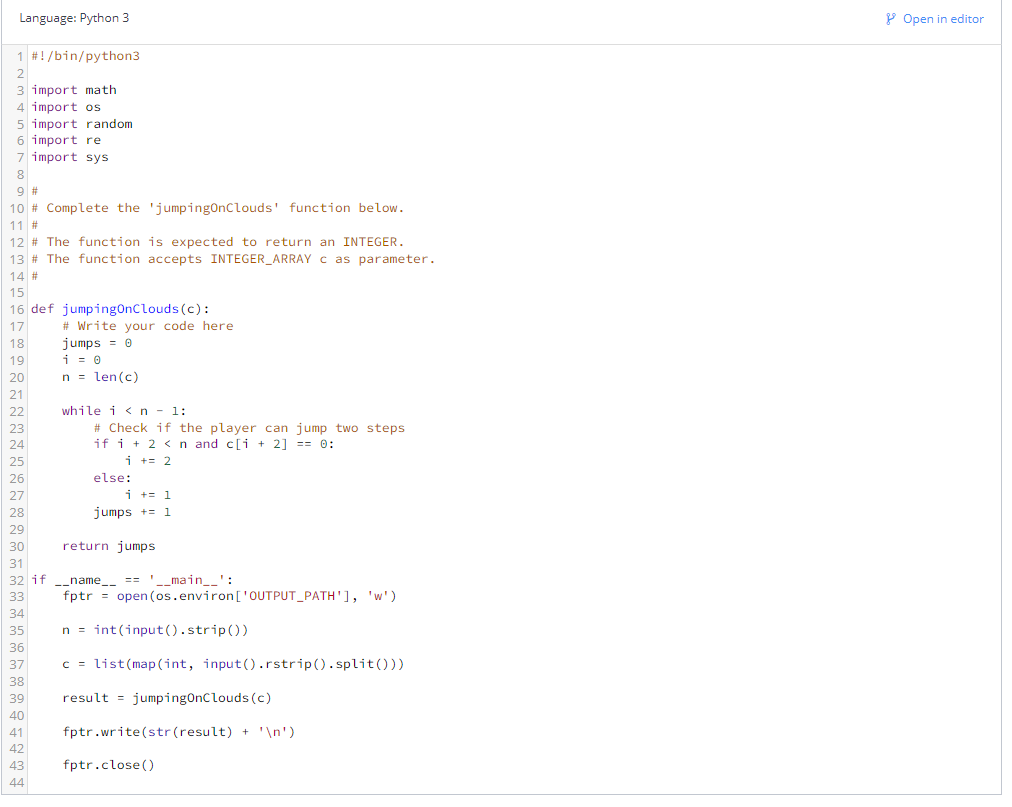 Language: Python 3
Open in editor
1 #!/bin/python3
2
3 import math
4 import os
5 import random
6 import re
7 import sys
8
9 #
10 # Complete the 'jumpingOnClouds' function below.
11 #
12 # The function is expected to return an INTEGER.
13 # The function accepts INTEGER_ARRAY c as parameter.
14 #
15
16 def jumpingOnClouds(c):
17     # Write your code here
18     jumps = 0
19     i = 0
20     n = len(c)
21
22     while i < n - 1:
23         # Check if the player can jump two steps
24         if i + 2 < n and c[i + 2] == 0:
25             i += 2
26         else:
27             i += 1
28         jumps += 1
29
30     return jumps
31
32 if __name__ == '__main__':
33     fptr = open(os.environ['OUTPUT_PATH'], 'w')
34
35     n = int(input().strip())
36
37     c = list(map(int, input().rstrip().split()))
38
39     result = jumpingOnClouds(c)
40
41     fptr.write(str(result) + '\n')
42
43     fptr.close()
44